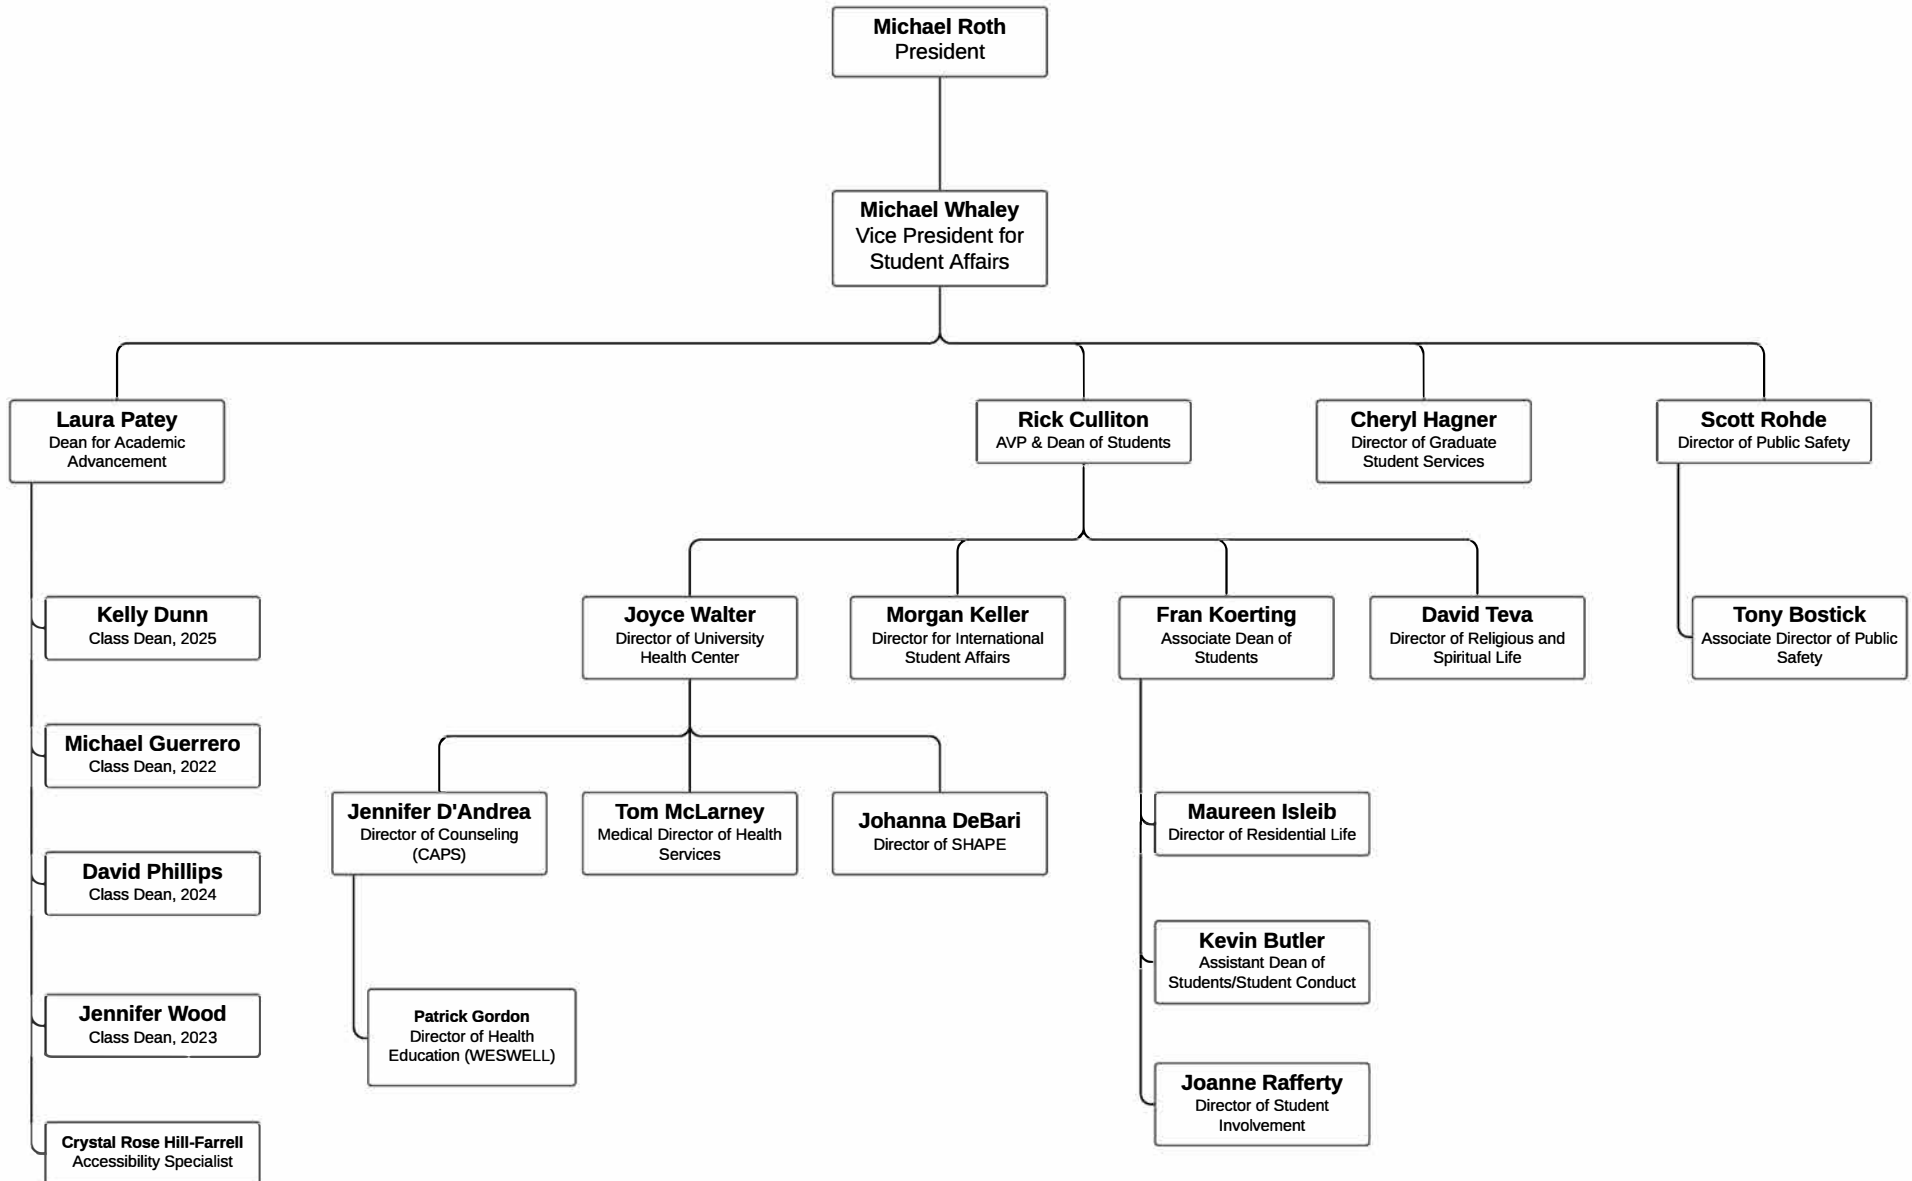 Michael Roth
President
Michael Whaley
Vice President for
Student Affairs
Laura Patey
Dean for Academic
Advancement
Rick Culliton
AVP & Dean of Students
Cheryl Hagner
Director of Graduate
Student Services
Scott Rohde
Director of Public Safety
Kelly Dunn
Class Dean, 2025
Joyce Walter
Director of University
Health Center
Morgan Keller
Director for International
Student Affairs
Fran Koerting
Associate Dean of
Students
David Teva
Director of Religious and
Spiritual Life
Tony Bostick
Associate Director of Public
Safety
Michael Guerrero
Class Dean, 2022
Jennifer D'Andrea
Director of Counseling
(CAPS)
Tom McLarney
Medical Director of Health
Services
Johanna DeBari
Director of SHAPE
Maureen Isleib
Director of Residential Life
David Phillips
Class Dean, 2024
Kevin Butler
Assistant Dean of
Students/Student Conduct
Jennifer Wood
Class Dean, 2023
Patrick Gordon
Director of Health
Education (WESWELL)
Joanne Rafferty
Director of Student
Involvement
Crystal Rose Hill-Farrell
Accessibility Specialist